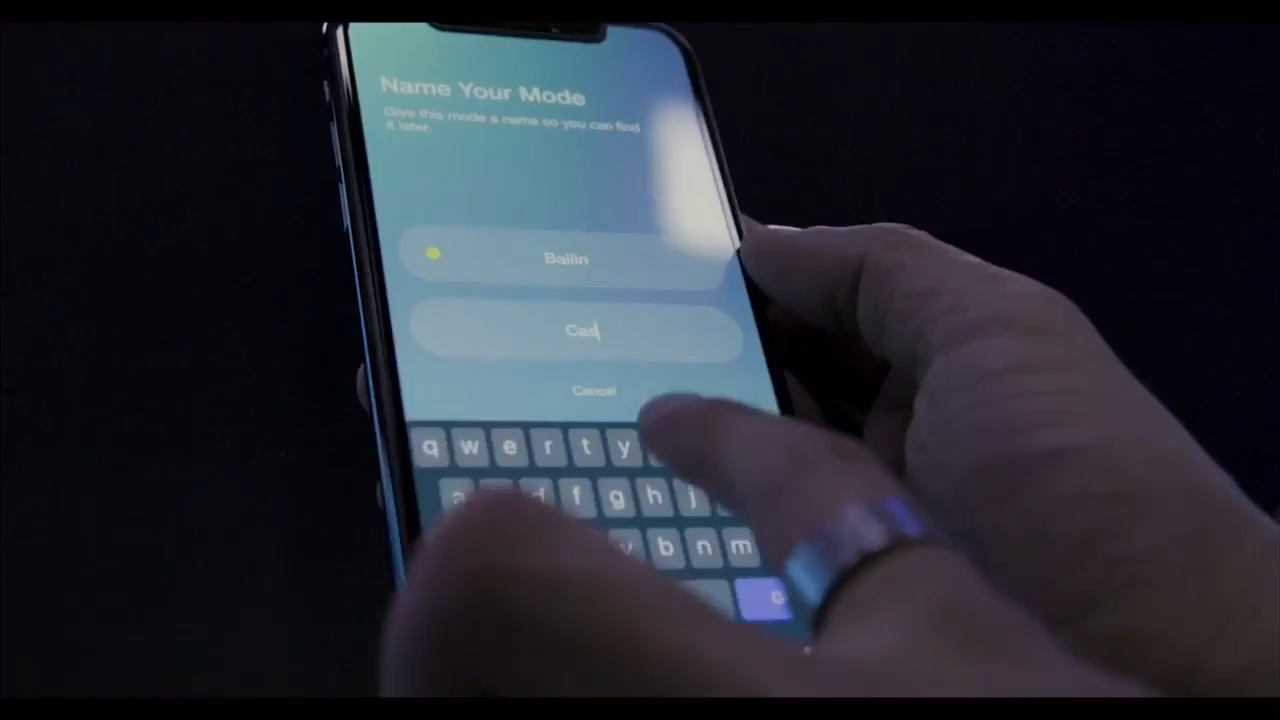 Name Your Mode
Give this mode a name so you can find
it later.
Ballin
Cas
Cancel
q w e r t y
a d f g h j
v b n m
G